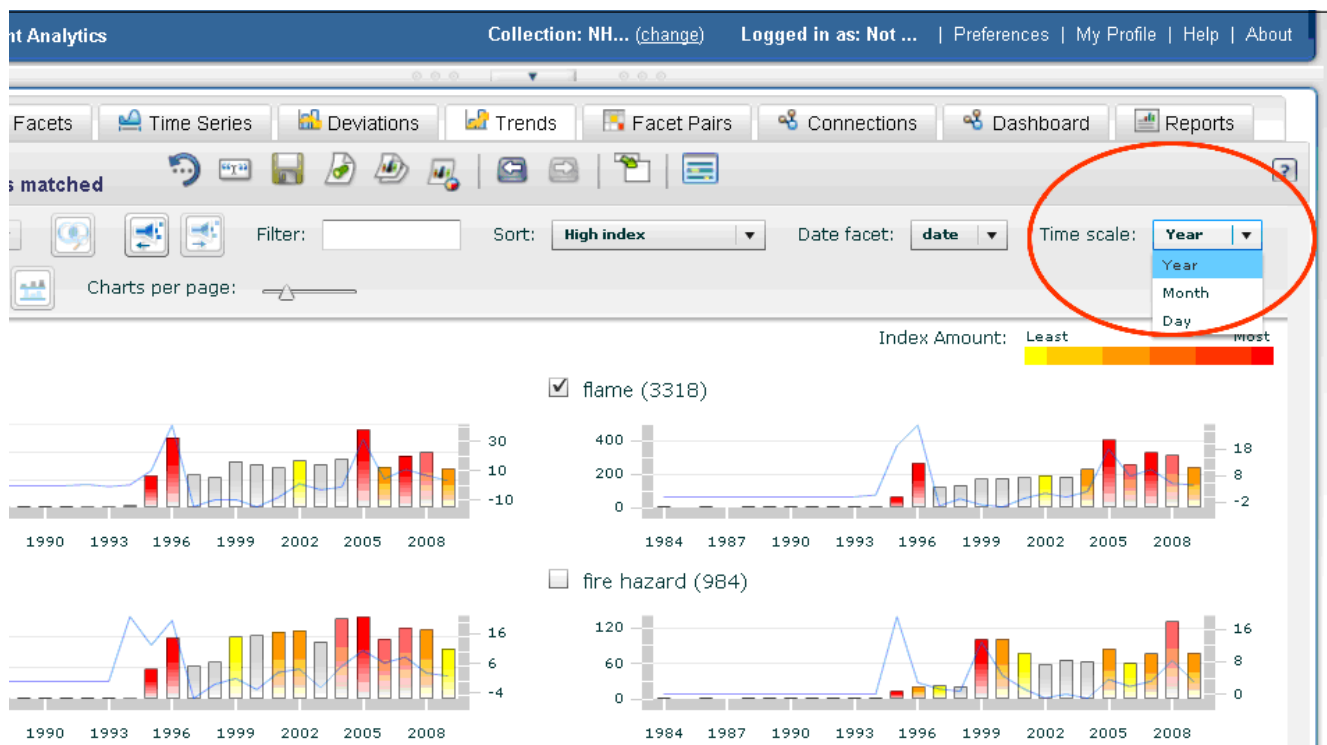 nt Analytics Collection: NH... (change) Logged in as: Not ... | Preferences | My Profile | Help | About
Facets Time Series Deviations Trends Facet Pairs Connections Dashboard Reports
s matched ?
Filter: Sort: High index Date facet: date Time scale: Year
Year
Charts per page: Month
Day
Index Amount: Least Most
flame (3318)
30 10 -10
400 200 0 18 8 -2
1990 1993 1996 1999 2002 2005 2008 1984 1987 1990 1993 1996 1999 2002 2005 2008
fire hazard (984)
16 6 -4
120 60 0 16 8 0
1990 1993 1996 1999 2002 2005 2008 1984 1987 1990 1993 1996 1999 2002 2005 2008